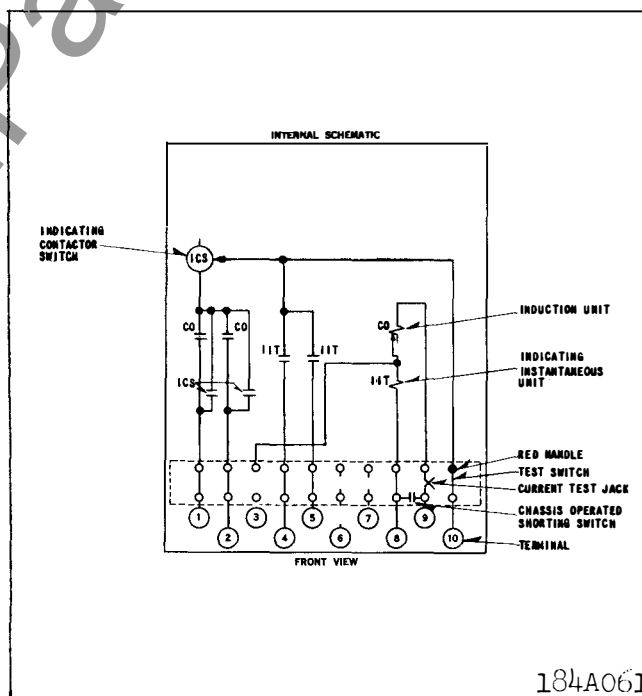 INTERNAL SCHEMATIC
INDICATING
CONTACTOR
SWITCH
ICS
CO
CO
IIT
IIT
ICS
CO
IIT
INDUCTION UNIT
INDICATING
INSTANTANEOUS
UNIT
RED HANDLE
TEST SWITCH
CURRENT TEST JACK
CHASSIS OPERATED
SHORTING SWITCH
TERMINAL
1
2
3
4
5
6
7
8
9
10
FRONT VIEW
184A061